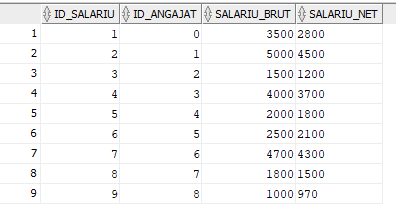 ID_SALARIU ID_ANGAJAT SALARIU_BRUT SALARIU_NET
1 1 0 3500 2800
2 2 1 5000 4500
3 3 2 1500 1200
4 4 3 4000 3700
5 5 4 2000 1800
6 6 5 2500 2100
7 7 6 4700 4300
8 8 7 1800 1500
9 9 8 1000 970